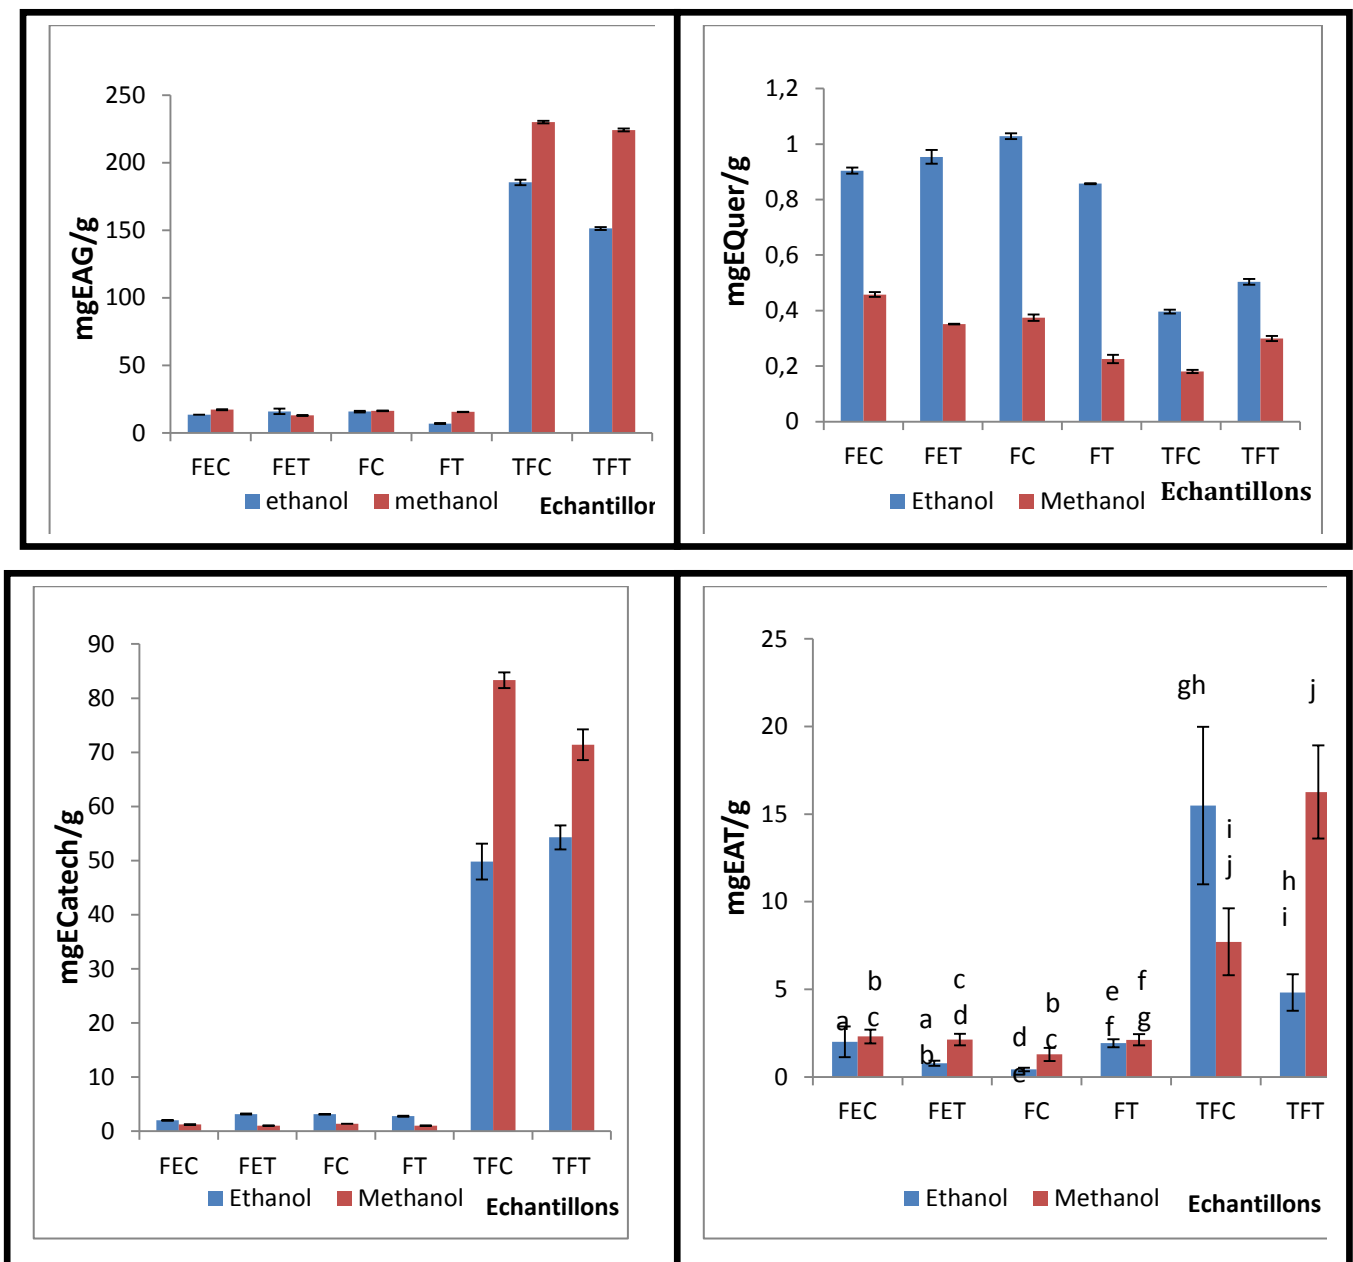 250
200
150
100
50
0
mgEAG/g
FEC FET FC FT TFC TFT
ethanol methanol Echantillon
1,2
1
0,8
0,6
0,4
0,2
0
mgEQuer/g
FEC FET FC FT TFC TFT
Ethanol Methanol Echantillons
90
80
70
60
50
40
30
20
10
0
mgECatech/g
FEC FET FC FT TFC TFT
Ethanol Methanol Echantillons
25
20
15
10
5
0
mgEAT/g
a
b
c
a
b
c
d
d
e
b
c
e
f
f
g
gh
i
j
h
i
j
FEC FET FC FT TFC TFT
Ethanol Methanol Echantillons